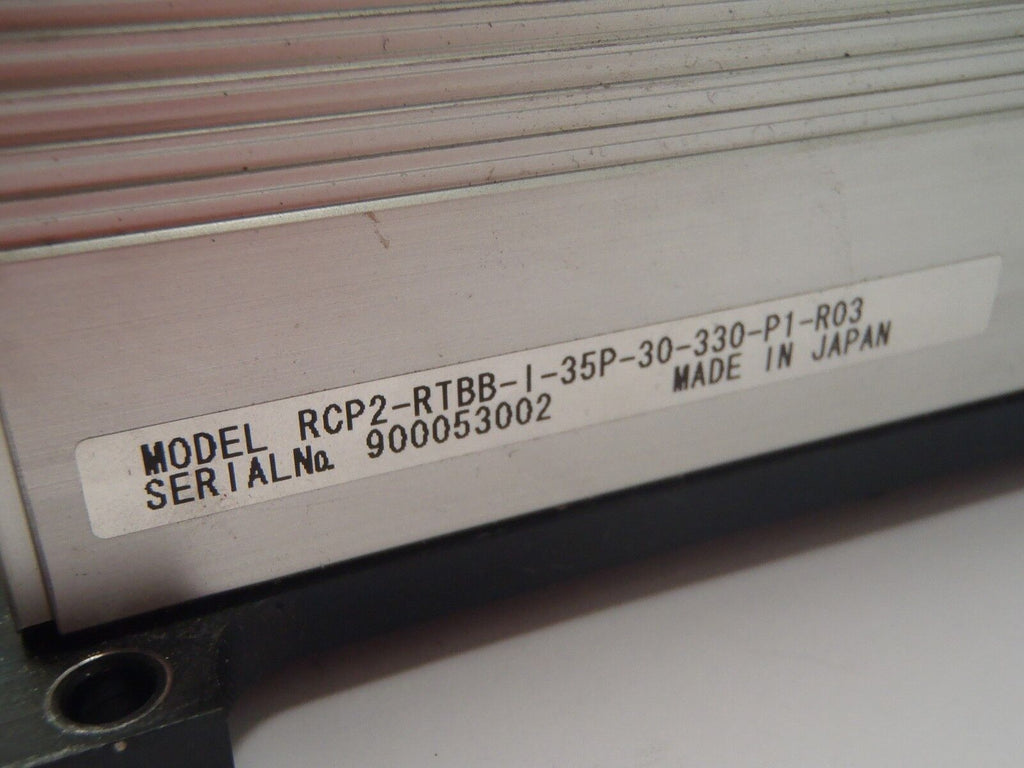 MODEL RCP2-RTBB-I-35P-30-330-P1-R03
SERIALNo. 900053002 MADE IN JAPAN